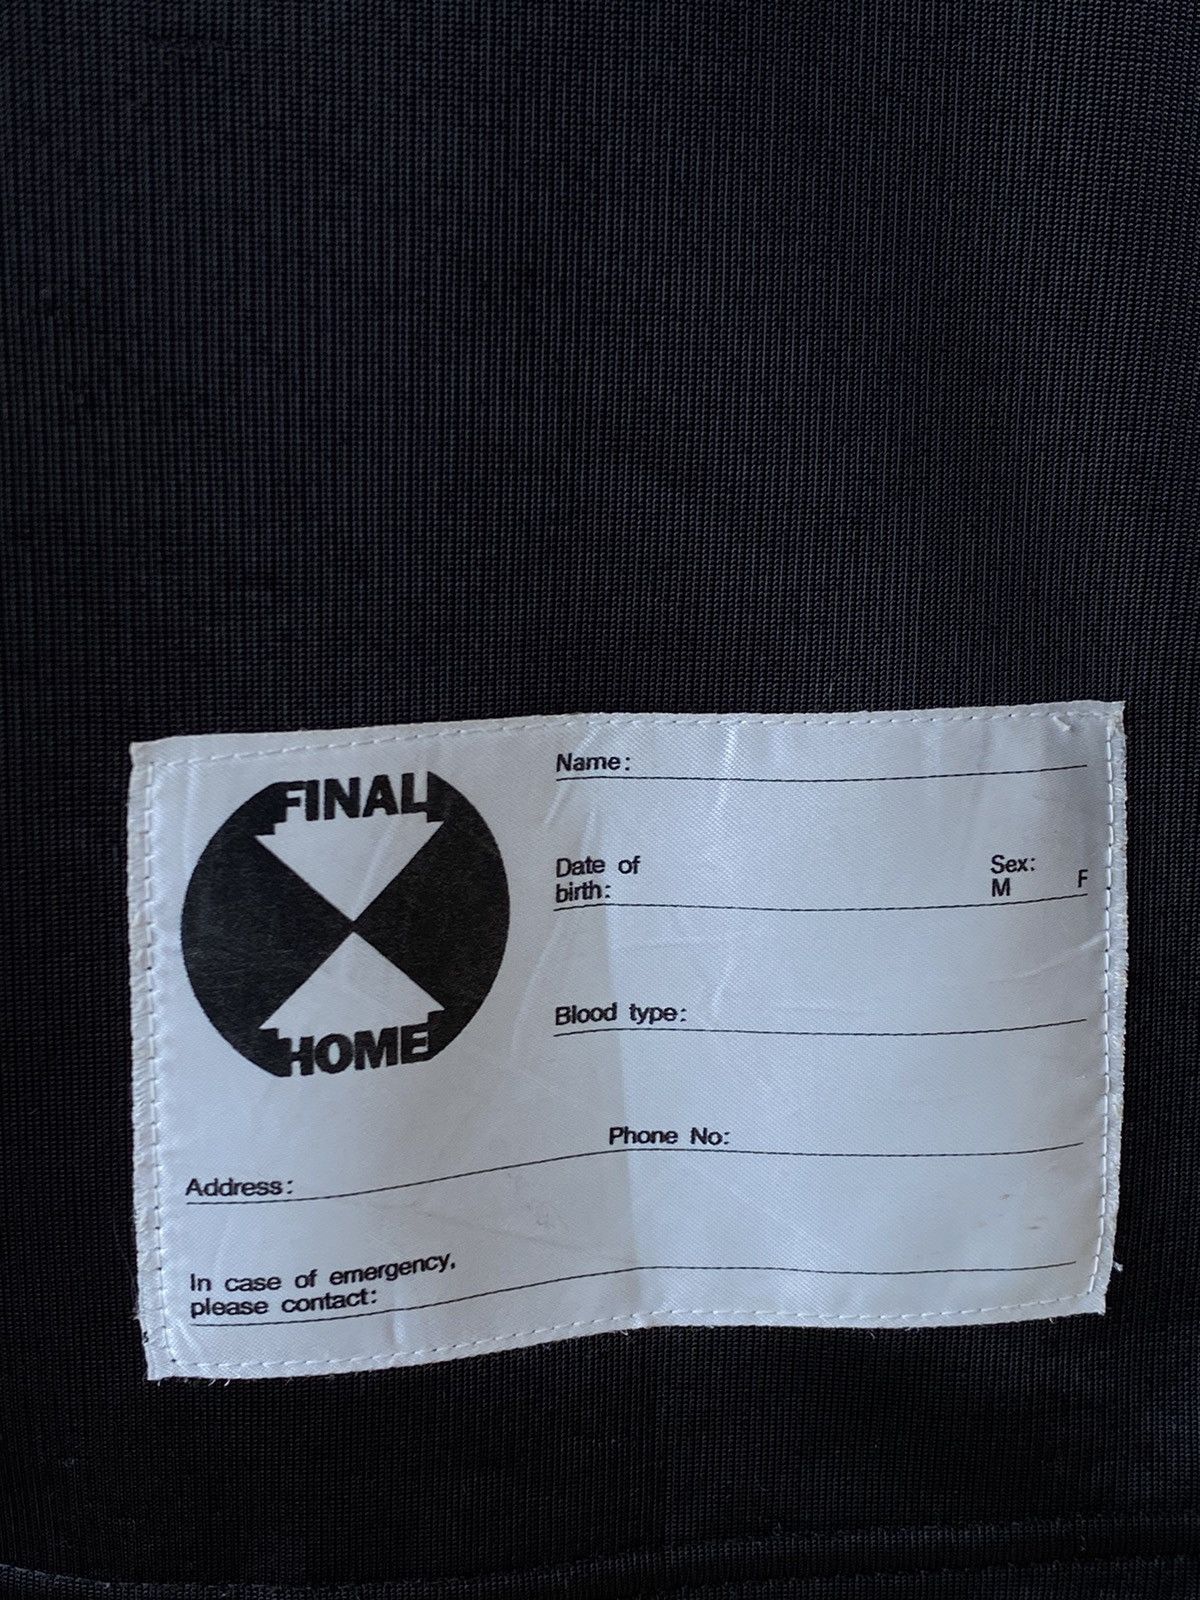 FINAL
HOME
Name:
Date of
birth:
Sex:
M F
Blood type:
Phone No:
Address:
In case of emergency,
please contact: